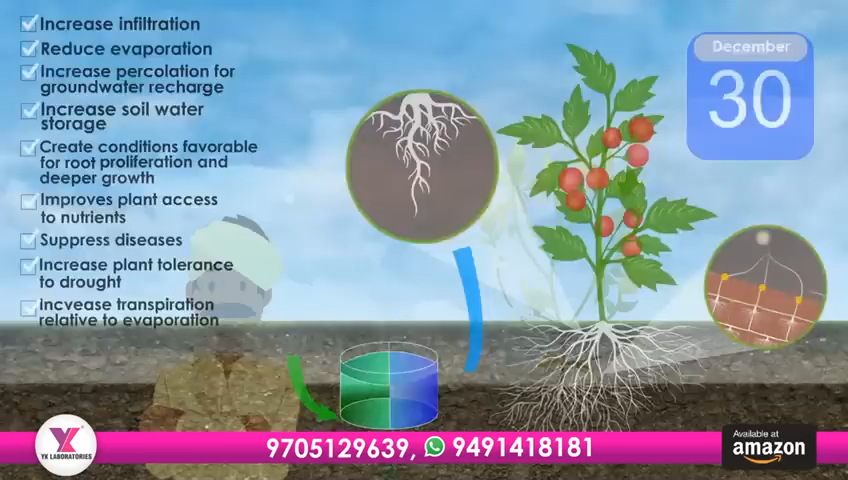 Increase infiltration
Reduce evaporation
Increase percolation for
groundwater recharge
Increase soil water
storage
Create conditions favorable
for root proliferation and
deeper growth
Improves plant access
to nutrients
Suppress diseases
Increase plant tolerance
to drought
Incvease transpiration
relative to evaporation
December
30
YK LABORATORIES
9705129639, 9491418181
Available at
amazon